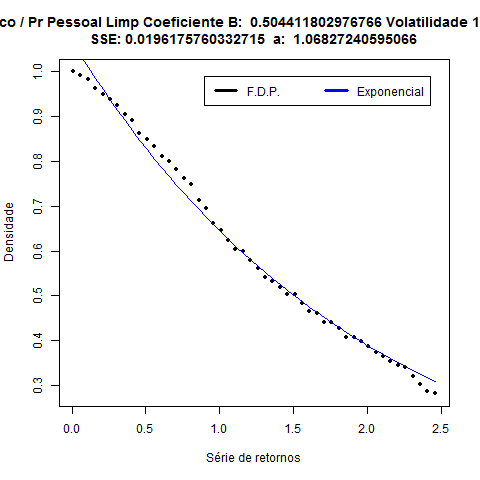 co / Pr Pessoal Limp Coeficiente B: 0.504411802976766 Volatilidade 1
SSE: 0.0196175760332715 a: 1.06827240595066
F.D.P.
Exponencial
Densidade
1.0
0.9
0.8
0.7
0.6
0.5
0.4
0.3
0.0 0.5 1.0 1.5 2.0 2.5
Série de retornos